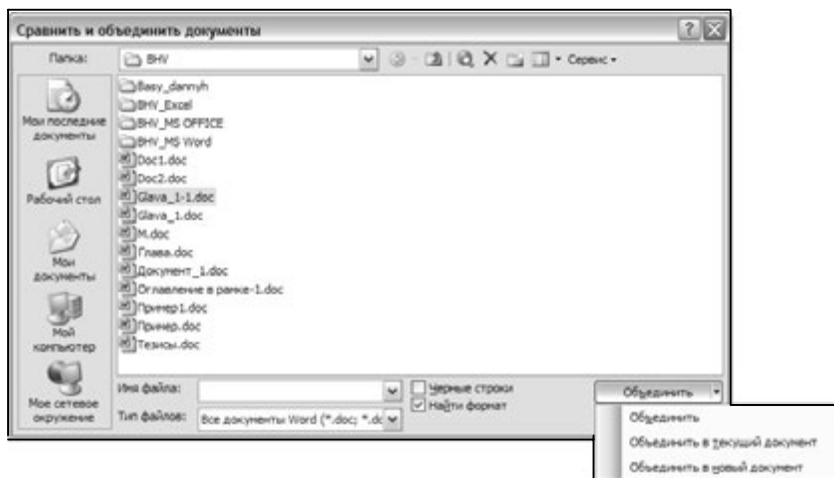 Сравнить и объединить документы
Папка: BHV Сервис
Мои последние документы
Рабочий стол
Мои документы
Мой компьютер
Мое сетевое окружение
Basy_dannyh
BHV_Excel
BHV_MS OFFICE
BHV_MS Word
Doc1.doc
Doc2.doc
Glava_1-1.doc
Glava_1.doc
М.doc
Глава.doc
Документ_1.doc
Оглавление в рамке-1.doc
Пример1.doc
Пример.doc
Тезисы.doc
Имя файла:
Черные строки
Объединить
Тип файлов: Все документы Word (*.doc; *.dc
Найти формат
Объединить
Объединить в текущий документ
Объединить в новый документ